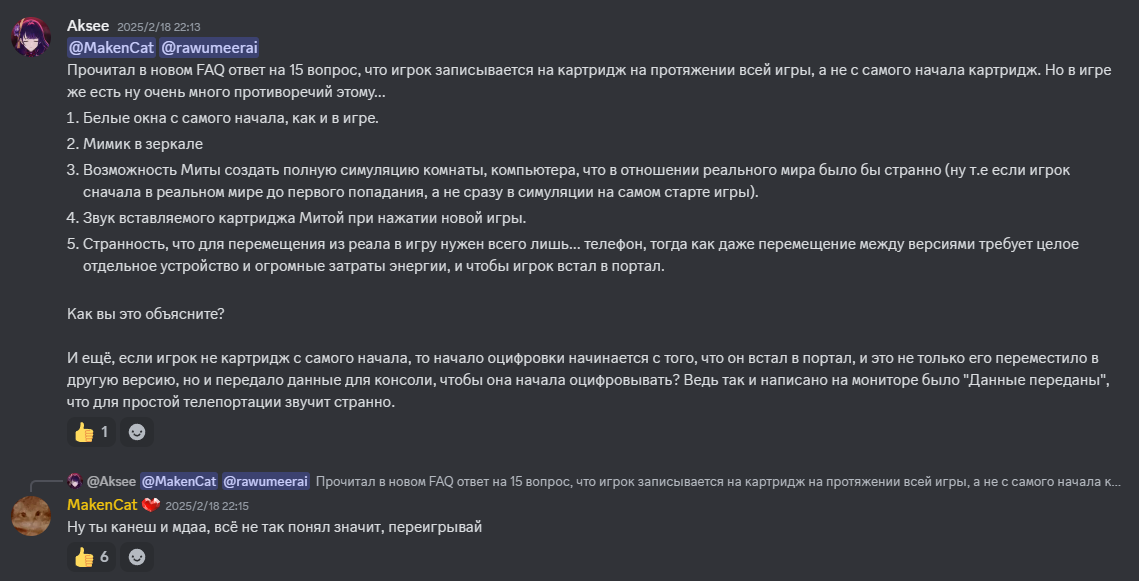 Aksee 2025/2/18 22:13
@MakenCat @rawumeerai
Прочитал в новом FAQ ответ на 15 вопрос, что игрок записывается на картридж на протяжении всей игры, а не с самого начала картридж. Но в игре
же есть ну очень много противоречий этому...
1. Белые окна с самого начала, как и в игре.
2. Мимик в зеркале
3. Возможность Миты создать полную симуляцию комнаты, компьютера, что в отношении реального мира было бы странно (ну т.е если игрок
сначала в реальном мире до первого попадания, а не сразу в симуляции на самом старте игры).
4. Звук вставляемого картриджа Митой при нажатии новой игры.
5. Странность, что для перемещения из реала в игру нужен всего лишь... телефон, тогда как даже перемещение между версиями требует целое
отдельное устройство и огромные затраты энергии, и чтобы игрок встал в портал.
Как вы это объясните?
И ещё, если игрок не картридж с самого начала, то начало оцифровки начинается с того, что он встал в портал, и это не только его переместило в
другую версию, но и передало данные для консоли, чтобы она начала оцифровывать? Ведь так и написано на мониторе было "Данные переданы",
что для простой телепортации звучит странно.
1
@Aksee @MakenCat @rawumeerai Прочитал в новом FAQ ответ на 15 вопрос, что игрок записывается на картридж на протяжении всей игры, а не с самого начала к...
MakenCat 2025/2/18 22:15
Ну ты канеш и мдаа, всё не так понял значит, переигрывай
6